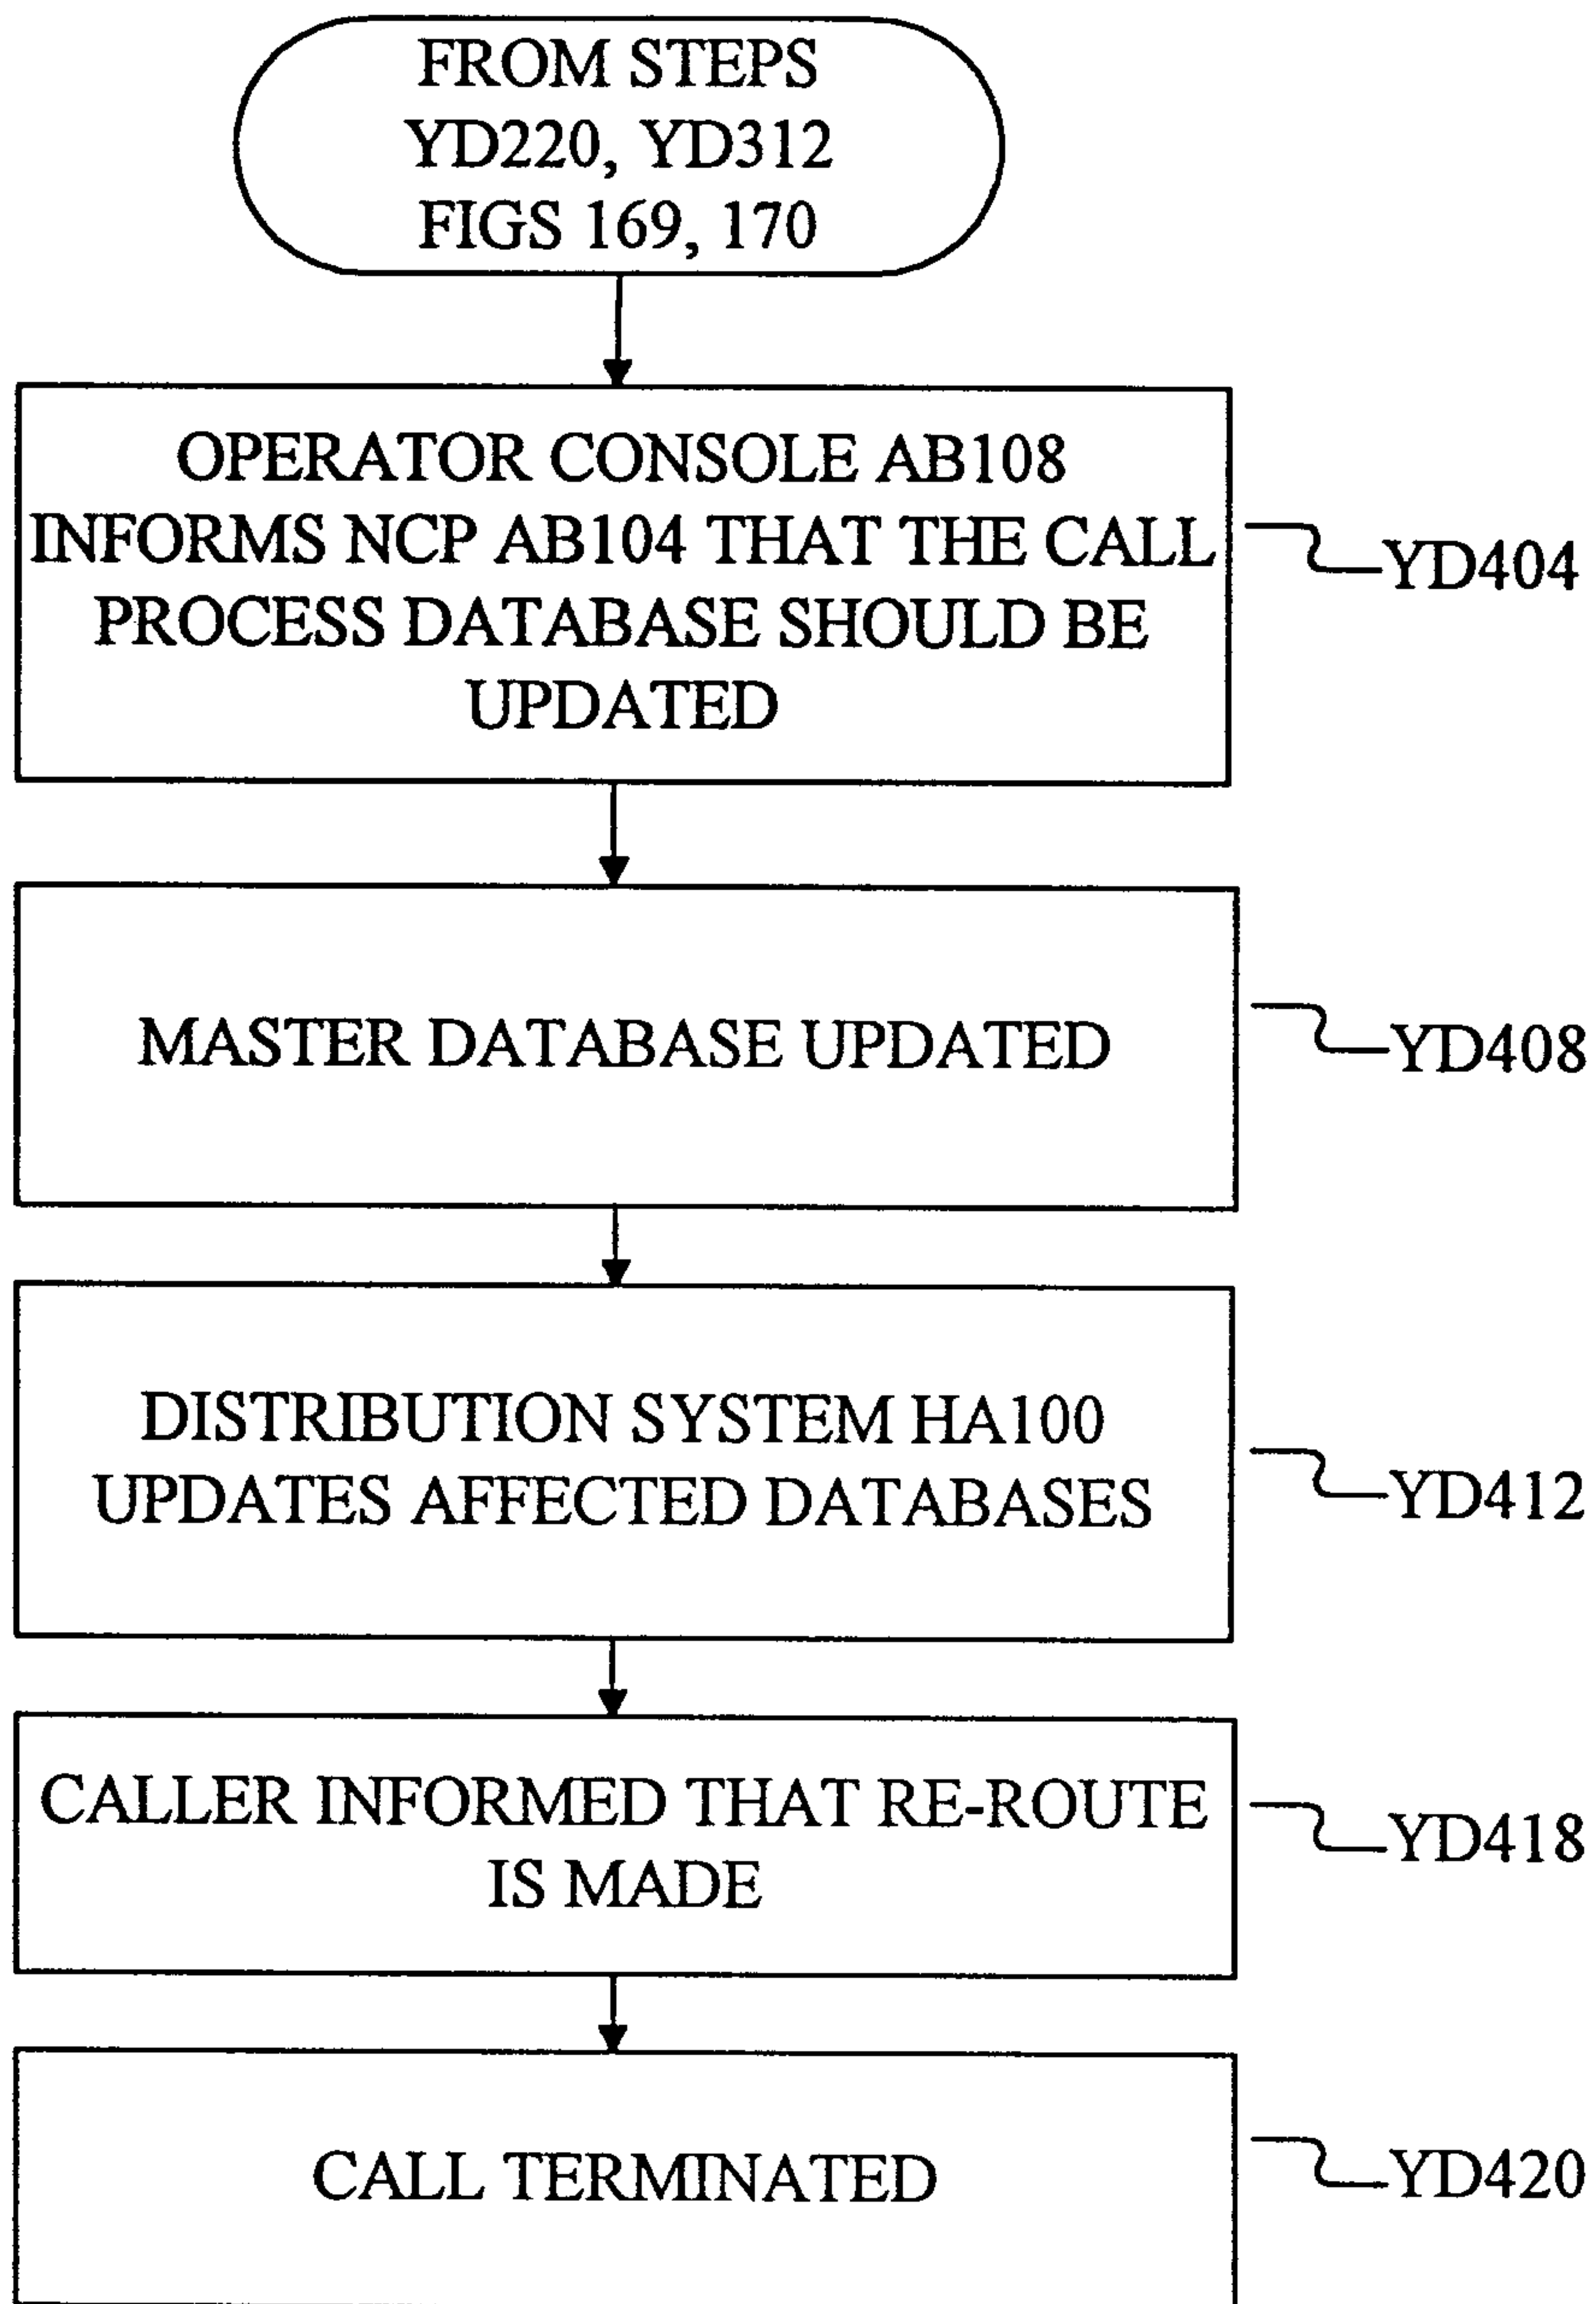 FROM STEPS
YD220, YD312
FIGS 169, 170
OPERATOR CONSOLE AB108
INFORMS NCP AB104 THAT THE CALL
PROCESS DATABASE SHOULD BE
UPDATED
YD404
MASTER DATABASE UPDATED
YD408
DISTRIBUTION SYSTEM HA100
UPDATES AFFECTED DATABASES
YD412
CALLER INFORMED THAT RE-ROUTE
IS MADE
YD418
CALL TERMINATED
YD420